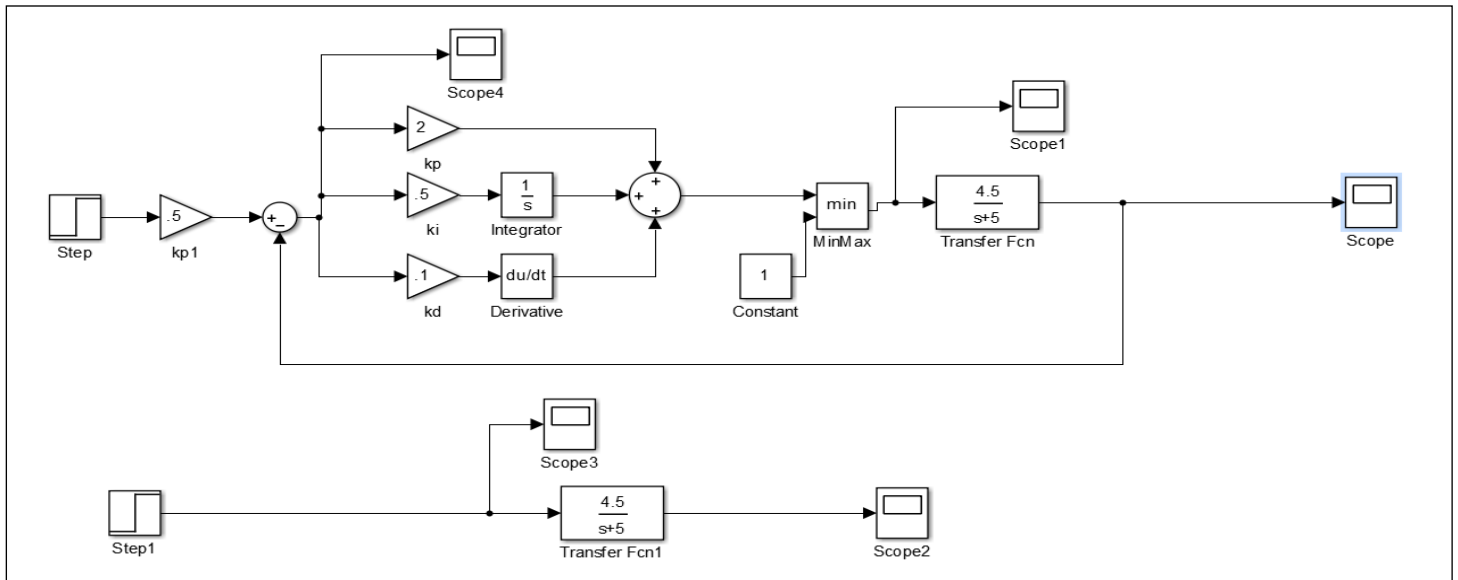 Scope4
2
kp
Scope1
.5
kp1
Step
+
−
.5
ki
1
s
Integrator
+
+
+
min
MinMax
4.5
s+5
Transfer Fcn
Scope
.1
kd
du/dt
Derivative
1
Constant
Scope3
Step1
4.5
s+5
Transfer Fcn1
Scope2